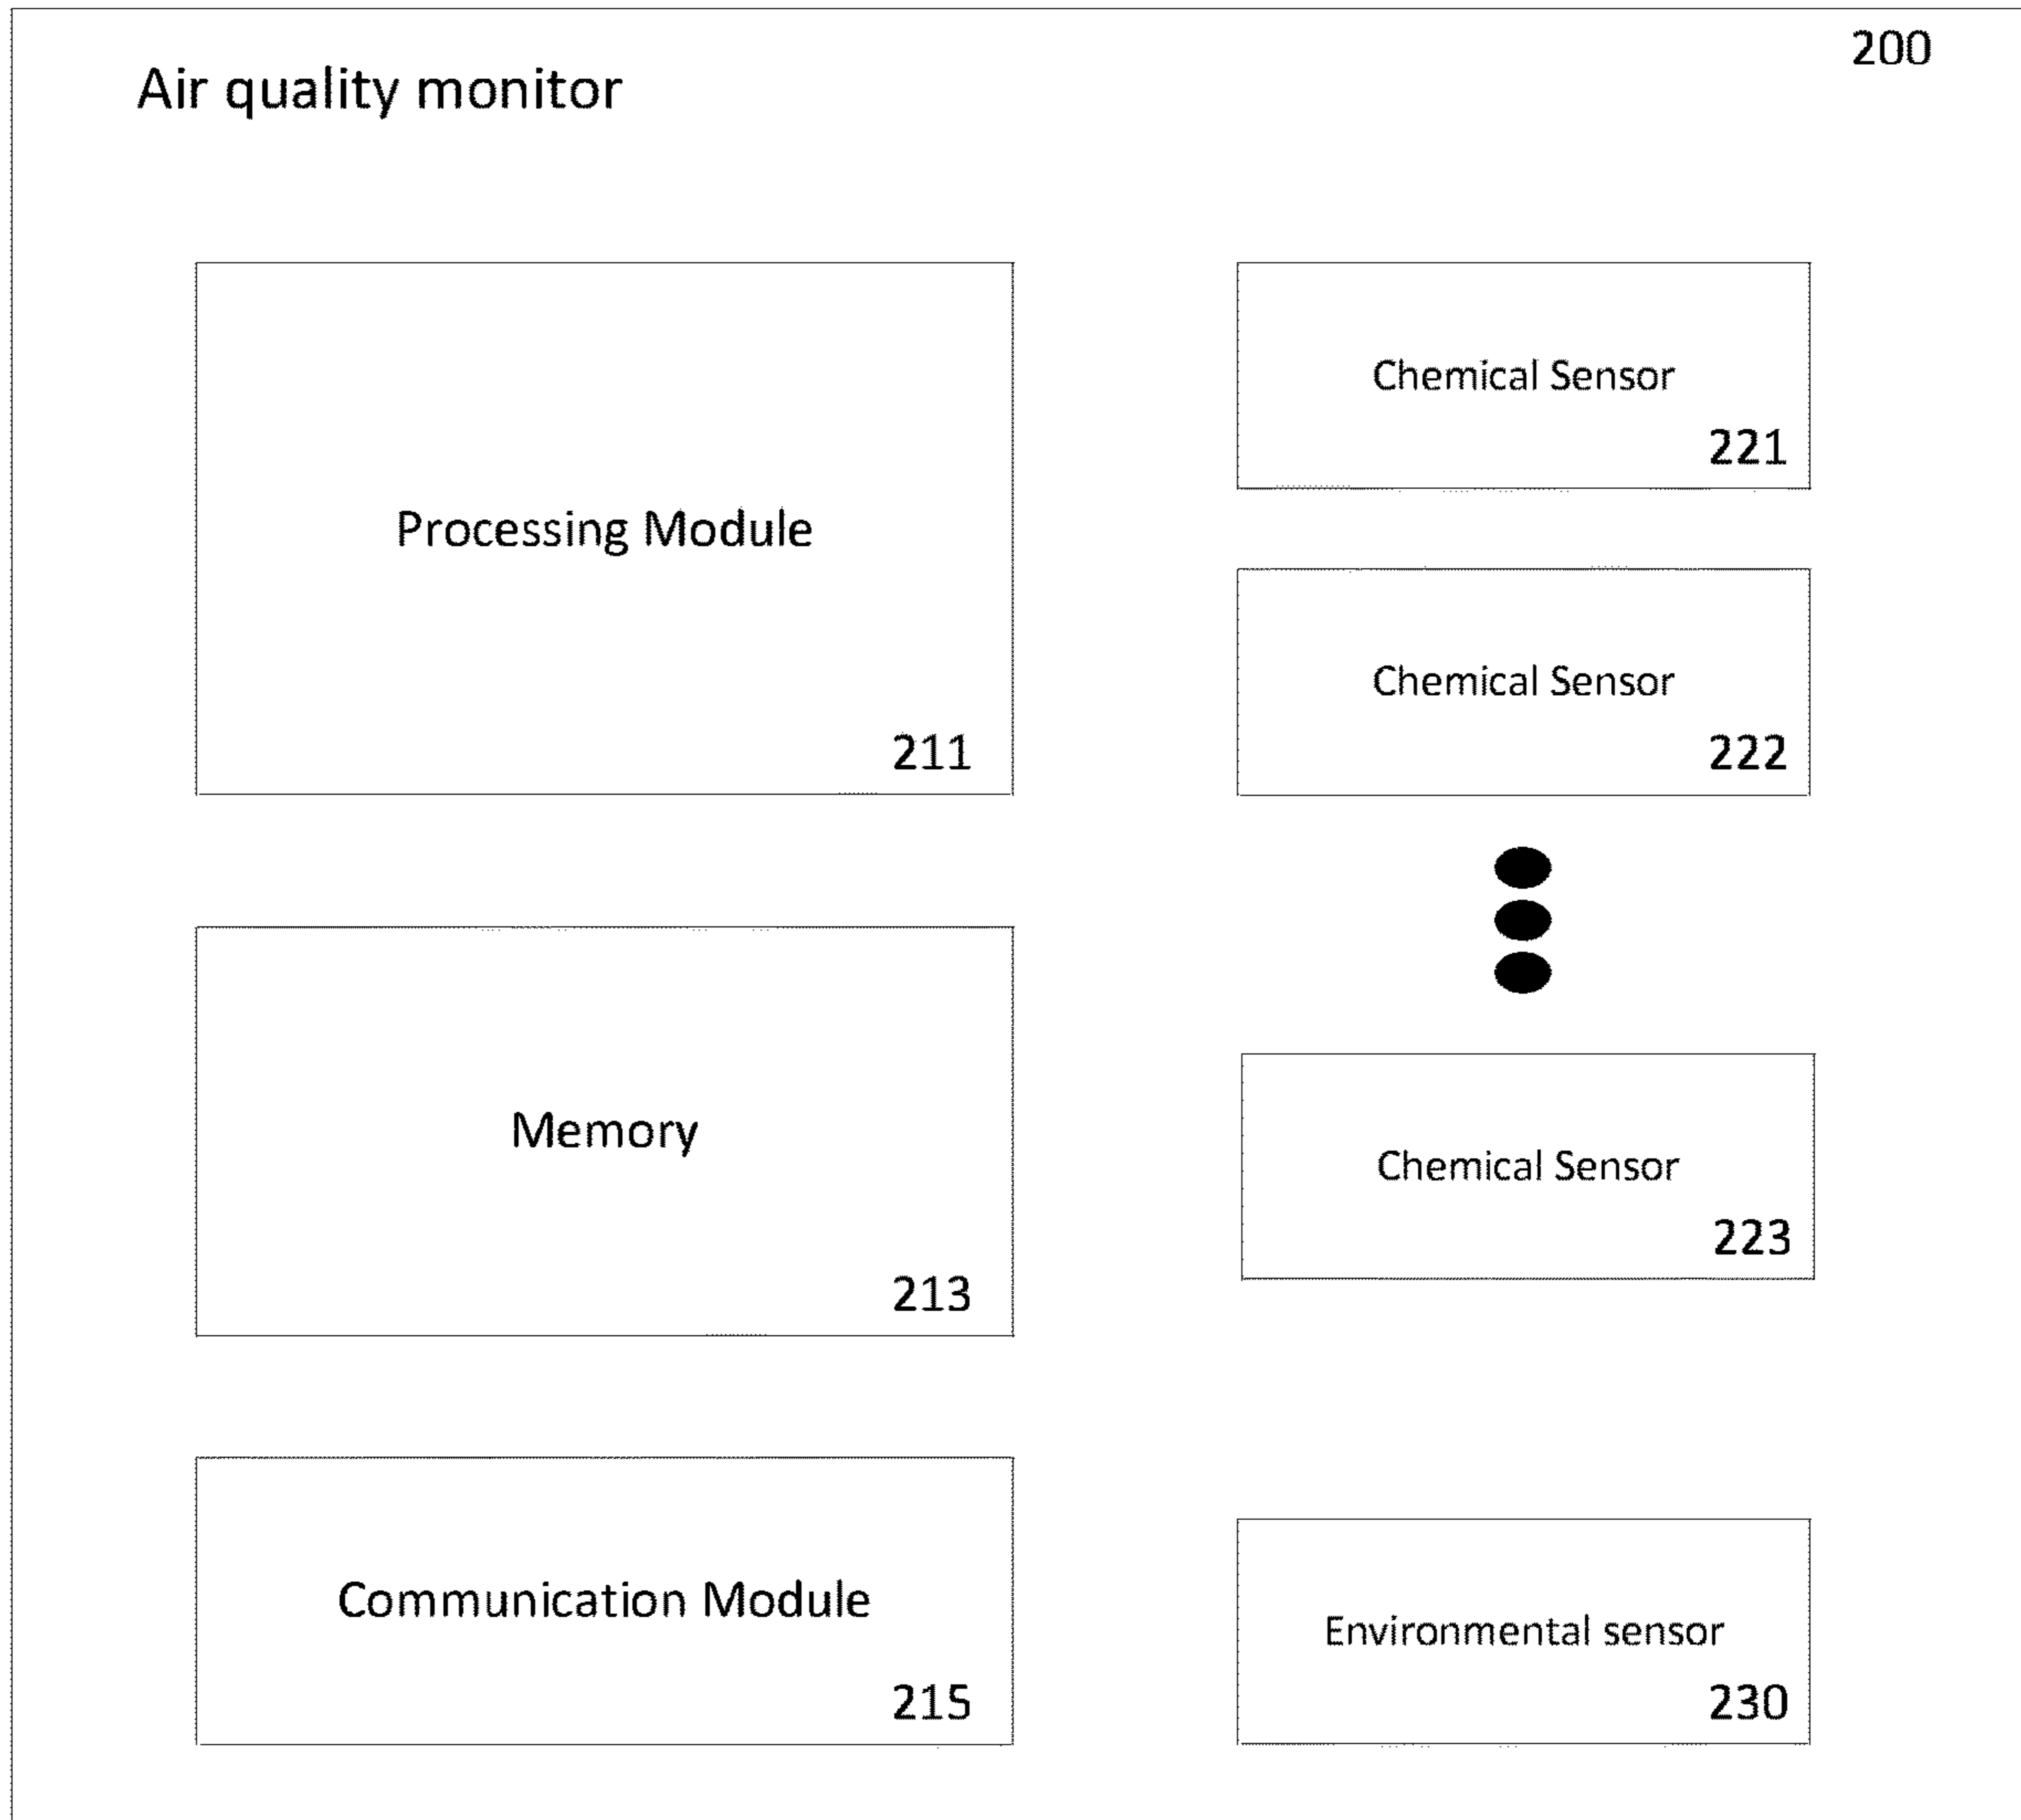 200
Air quality monitor
Processing Module
211
Memory
213
Communication Module
215
Chemical Sensor
221
Chemical Sensor
222
Chemical Sensor
223
Environmental sensor
230